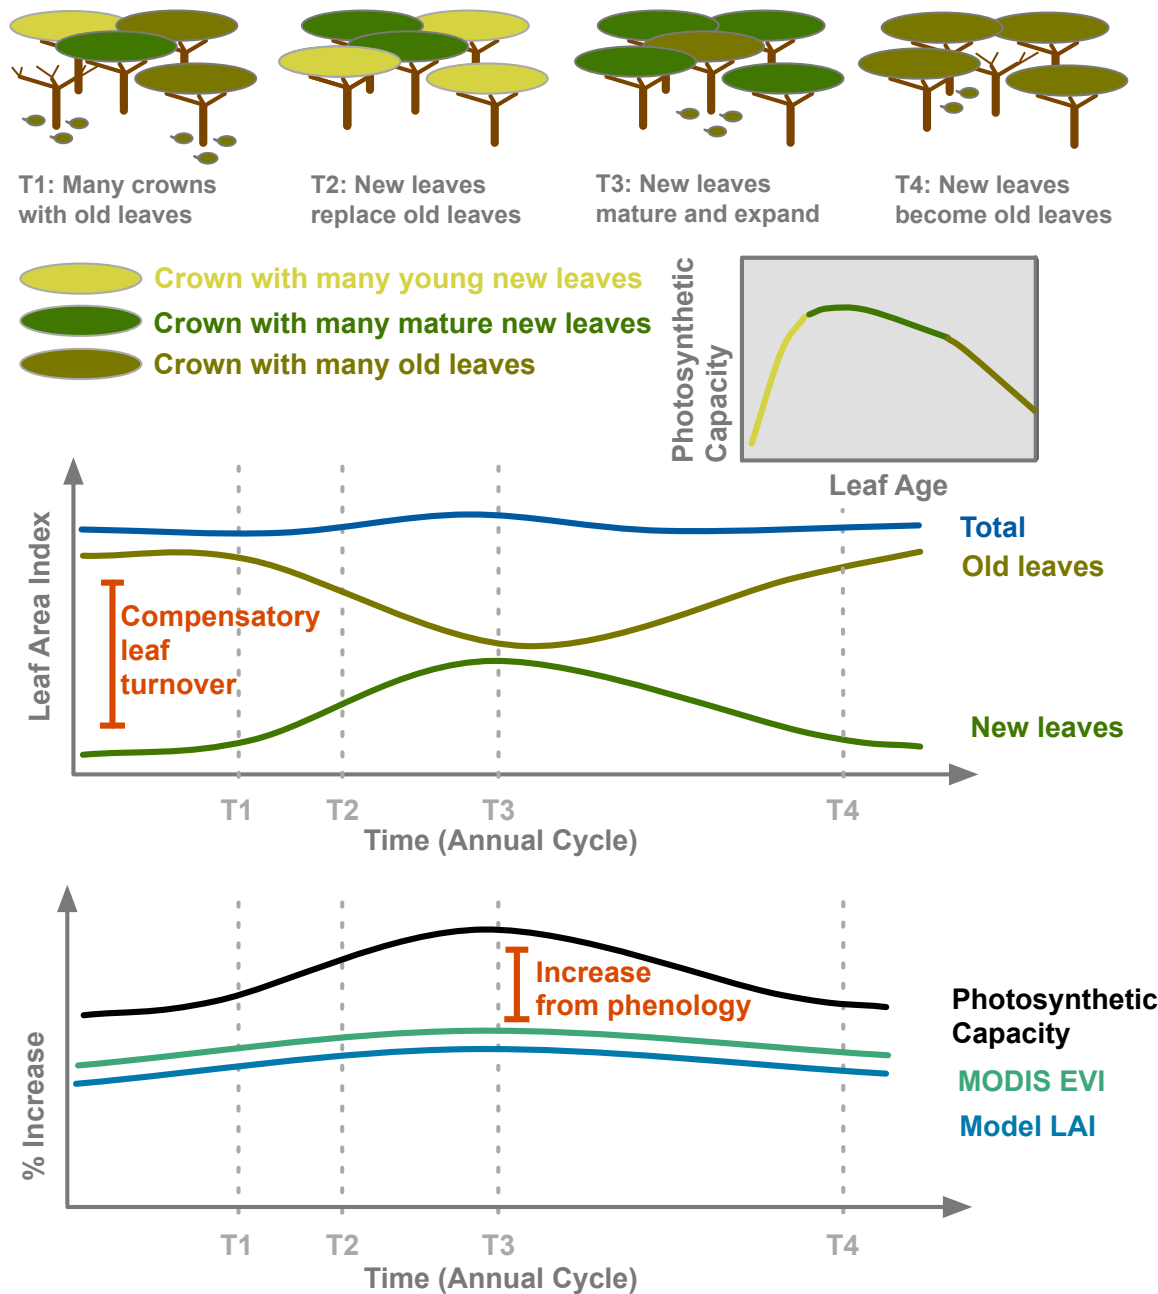 T1: Many crowns
with old leaves
T2: New leaves
replace old leaves
T3: New leaves
mature and expand
T4: New leaves
become old leaves
Crown with many young new leaves
Crown with many mature new leaves
Crown with many old leaves
Photosynthetic
Capacity
Leaf Age
Leaf Area Index
Compensatory
leaf
turnover
Total
Old leaves
New leaves
T1
T2
T3
T4
Time (Annual Cycle)
% Increase
Increase
from phenology
Photosynthetic
Capacity
MODIS EVI
Model LAI
T1
T2
T3
T4
Time (Annual Cycle)